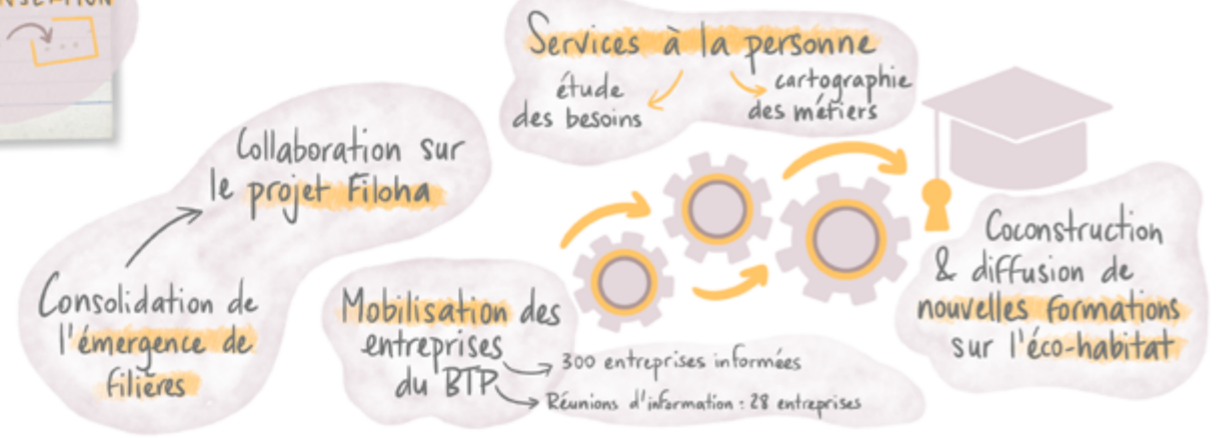 Services à la personne
étude
des besoins
cartographie
des métiers
Collaboration sur
le projet Filoha
Consolidation de
l'émergence de
filières
Mobilisation des
entreprises
du BTP
300 entreprises informées
Réunions d'information : 28 entreprises
Coconstruction
& diffusion de
nouvelles formations
sur l'éco-habitat